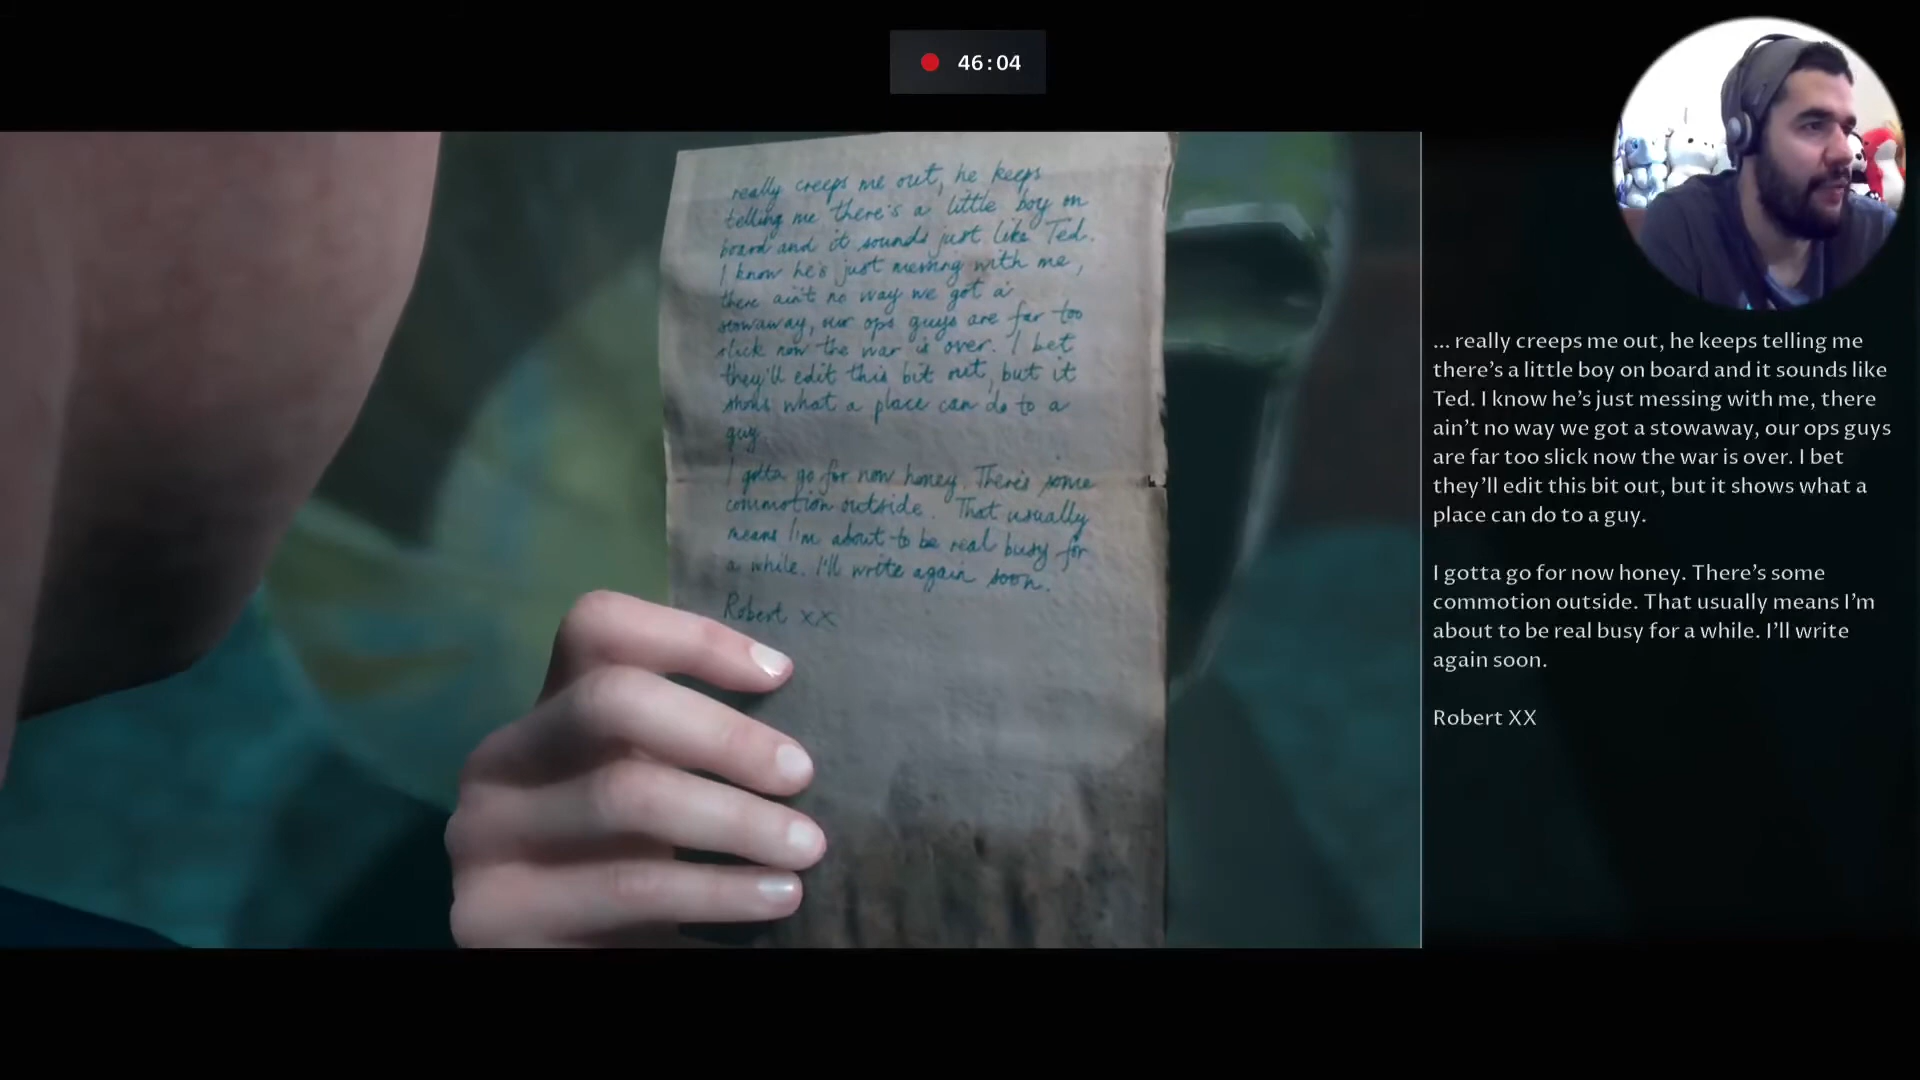 46:04
really creeps me out, he keeps
telling me there's a little boy on
board and it sounds just like Ted.
I know he's just messing with me,
there ain't no way we got a
stowaway, our ops guys are far too
slick now the war is over. I bet
they'll edit this bit out, but it
shows what a place can do to a
guy.
I gotta go for now honey. There's some
commotion outside. That usually
means I'm about to be real busy for
a while. I'll write again soon.
Robert xx
... really creeps me out, he keeps telling me
there's a little boy on board and it sounds like
Ted. I know he's just messing with me, there
ain't no way we got a stowaway, our ops guys
are far too slick now the war is over. I bet
they'll edit this bit out, but it shows what a
place can do to a guy.
I gotta go for now honey. There's some
commotion outside. That usually means I'm
about to be real busy for a while. I'll write
again soon.
Robert XX